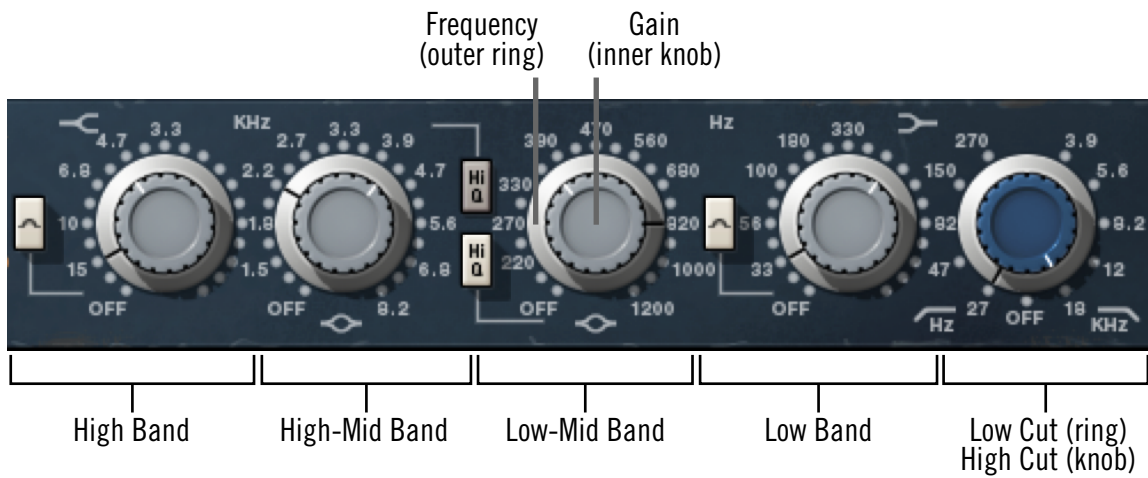 Frequency
(outer ring)
Gain
(inner knob)
KHz
Hz
3.3
4.7
6.8
10
15
OFF
3.3
2.7
3.9
2.2
4.7
1.8
5.6
1.5
6.8
OFF
8.2
Hi
Q
Hi
Q
470
390
560
330
680
270
820
220
1000
OFF
1200
330
180
100
56
33
OFF
270
3.9
150
5.6
82
8.2
47
12
27
OFF
18
Hz
KHz
High Band
High-Mid Band
Low-Mid Band
Low Band
Low Cut (ring)
High Cut (knob)